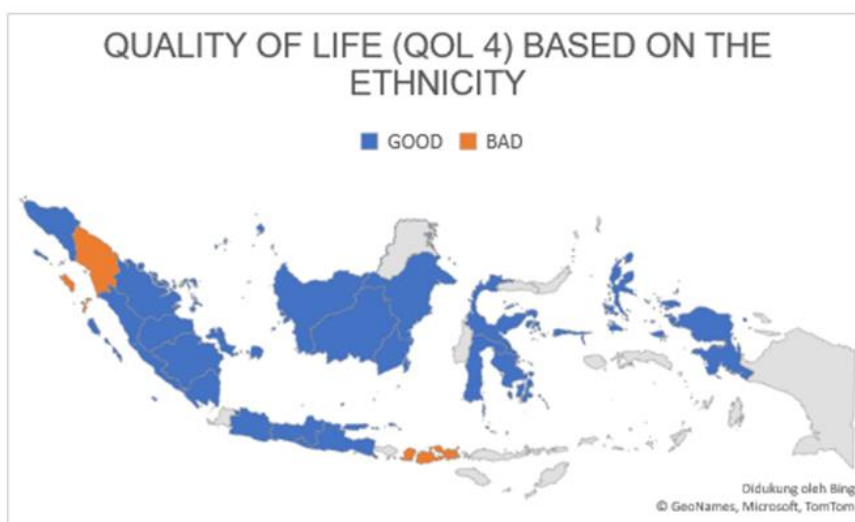 QUALITY OF LIFE (QOL 4) BASED ON THE
ETHNICITY
GOOD BAD
Didukung oleh Bing
© GeoNames, Microsoft, TomTom